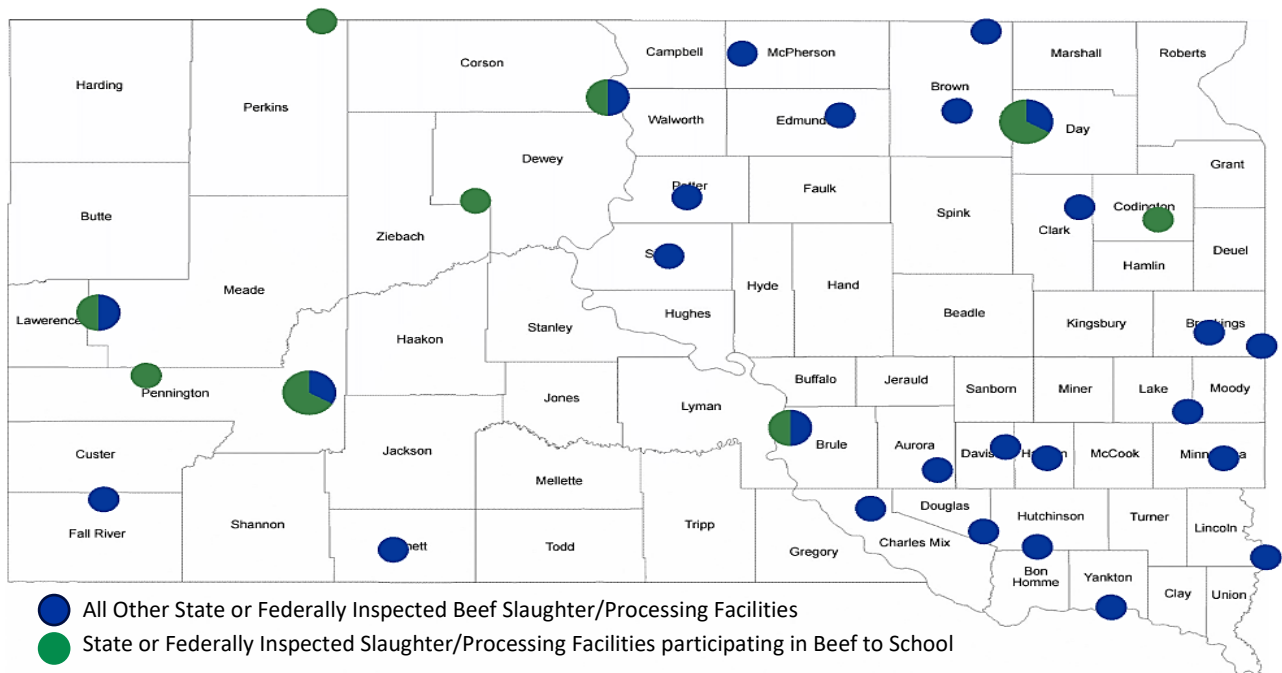 Campbell
McPherson
Marshall
Roberts
Corson
Harding
Perkins
Brown
Walworth
Edmund
Day
Dewey
Grant
Potter
Faulk
Codington
Butte
Spink
Clark
Ziebach
Deuel
Hamlin
Meade
Hyde
Hand
Lawerence
Hughes
Beadle
Kingsbury
Brookings
Stanley
Haakon
Buffalo
Jerauld
Sanborn
Miner
Lake
Moody
Pennington
Jones
Lyman
Brule
Aurora
Davis
McCook
Custer
Jackson
Mellette
Douglas
Hutchinson
Turner
Lincoln
Fall River
Shannon
Todd
Tripp
Gregory
Charles Mix
Bon
Homme
Yankton
Clay
Union
All Other State or Federally Inspected Beef Slaughter/Processing Facilities
State or Federally Inspected Slaughter/Processing Facilities participating in Beef to School